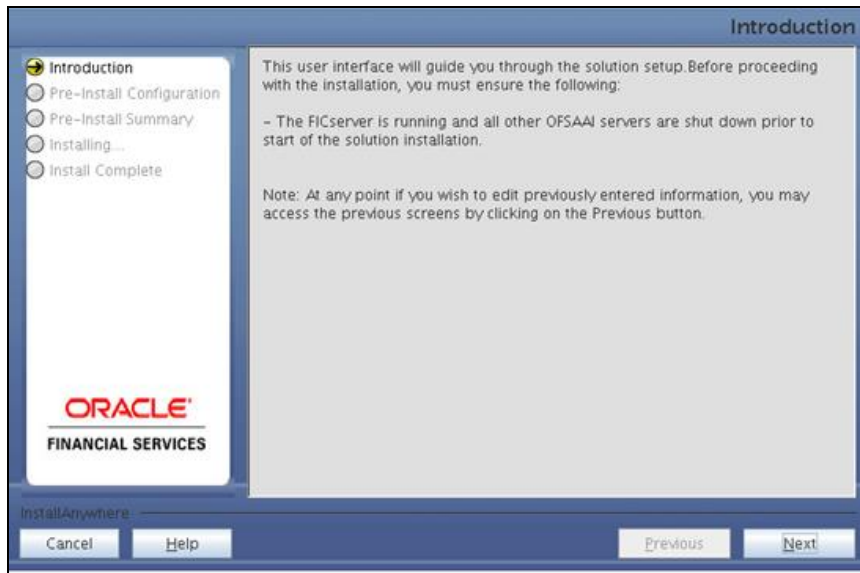 Introduction
Introduction
Pre-Install Configuration
Pre-Install Summary
Installing...
Install Complete
This user interface will guide you through the solution setup.Before proceeding
with the installation, you must ensure the following:
- The FICserver is running and all other OFSAAI servers are shut down prior to
start of the solution installation.
Note: At any point if you wish to edit previously entered information, you may
access the previous screens by clicking on the Previous button.
ORACLE'
FINANCIAL SERVICES
InstallAnywhere
Cancel Help Previous Next